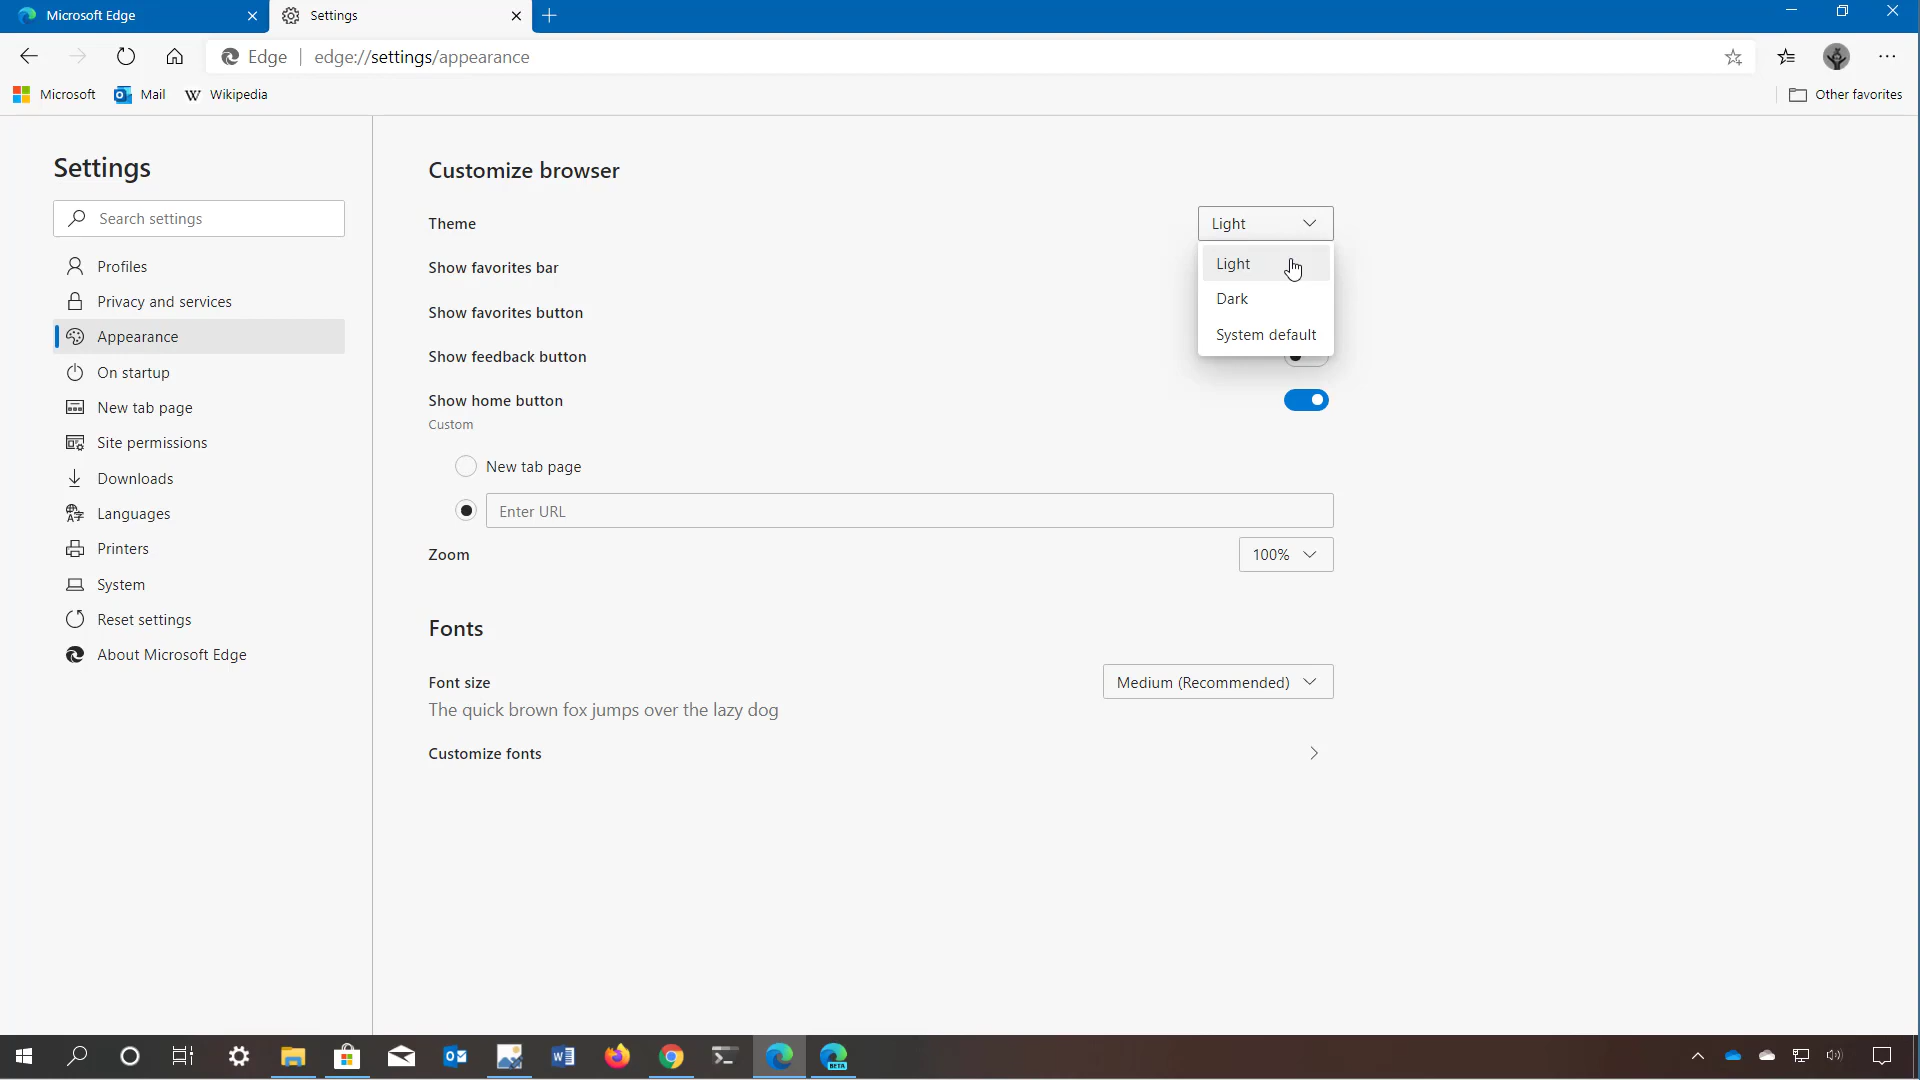 Microsoft Edge
Settings
Edge | edge://settings/appearance
Microsoft
Mail
Wikipedia
Other favorites
Settings
Search settings
Profiles
Privacy and services
Appearance
On startup
New tab page
Site permissions
Downloads
Languages
Printers
System
Reset settings
About Microsoft Edge
Customize browser
Theme
Light
Light
Dark
System default
Show favorites bar
Show favorites button
Show feedback button
Show home button
Custom
New tab page
Enter URL
Zoom
100%
Fonts
Font size
Medium (Recommended)
The quick brown fox jumps over the lazy dog
Customize fonts
BETA